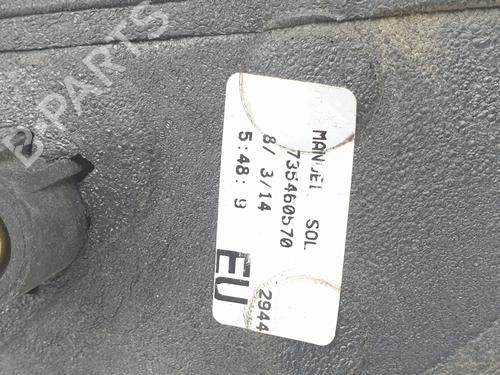 B-PARTS
MANUEL SOL
735460570
8/ 3/14
5:48: 9
EU
2944